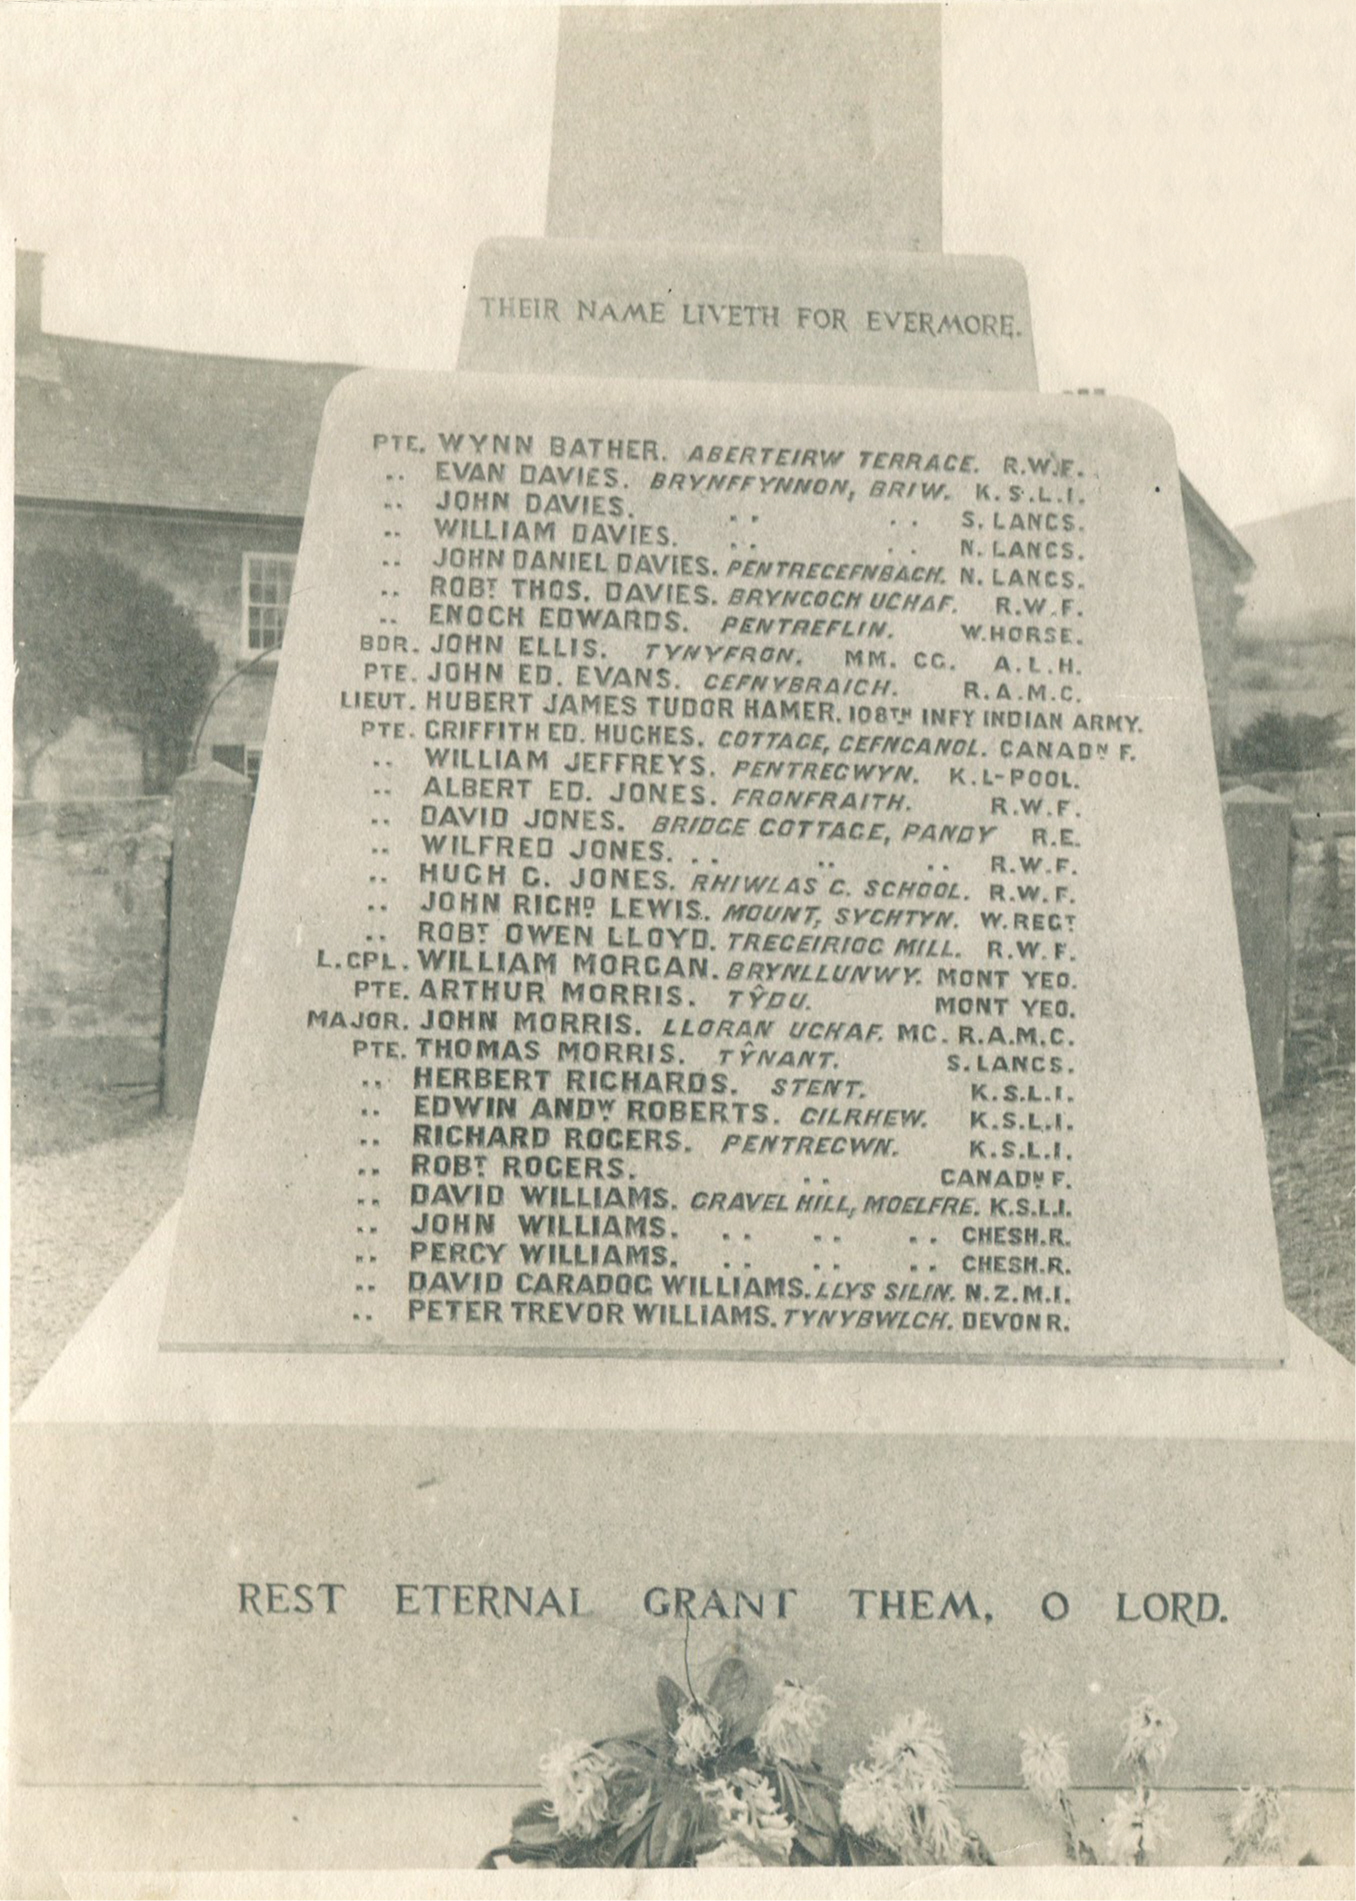 THEIR NAME LIVETH FOR EVERMORE.
PTE. WYNN BATHER. ABERTEIRW TERRACE. R.W.F.
.. EVAN DAVIES. BRYNFFYNNON, BRIW. K.S.L.I.
.. JOHN DAVIES. .. .. S. LANCS.
.. WILLIAM DAVIES. .. .. N. LANCS.
.. JOHN DANIEL DAVIES. PENTRECEFNBACH. N. LANCS.
.. ROBT THOS. DAVIES. BRYNGOCH UCHAF. R.W.F.
.. ENOCH EDWARDS. PENTREFLIN. W.HORSE.
BDR. JOHN ELLIS. TYNYFRON. MM. CG. A.L.H.
PTE. JOHN ED. EVANS. CEFNYBRAICH. R.A.M.C.
LIEUT. HUBERT JAMES TUDOR HAMER. 108TH INFY INDIAN ARMY.
PTE. GRIFFITH ED. HUGHES. COTTAGE, CEFNCANOL. CANADN F.
.. WILLIAM JEFFREYS. PENTREGWYN. K.L-POOL.
.. ALBERT ED. JONES. FRONFRAITH. R.W.F.
.. DAVID JONES. BRIDGE COTTAGE, PANDY R.E.
.. WILFRED JONES. .. .. .. R.W.F.
.. HUGH G. JONES. RHIWLAS C. SCHOOL. R.W.F.
.. JOHN RICHD LEWIS. MOUNT, SYCHTYN. W.REGT
.. ROBT OWEN LLOYD. TREGEIRIOG MILL. R.W.F.
L.CPL. WILLIAM MORGAN. BRYNLLUNWY. MONT YEO.
PTE. ARTHUR MORRIS. TŶDU. MONT YEO.
MAJOR. JOHN MORRIS. LLORAN UCHAF. MC. R.A.M.C.
PTE. THOMAS MORRIS. TŶNANT. S.LANCS.
.. HERBERT RICHARDS. STENT. K.S.L.I.
.. EDWIN ANDW ROBERTS. CILRHEW. K.S.L.I.
.. RICHARD ROGERS. PENTREGWN. K.S.L.I.
.. ROBT ROGERS. .. CANADN F.
.. DAVID WILLIAMS. GRAVEL HILL, MOELFRE. K.S.L.I.
.. JOHN WILLIAMS. .. .. .. CHESH.R.
.. PERCY WILLIAMS. .. .. .. CHESH.R.
.. DAVID CARADOG WILLIAMS. LLYS SILIN. N.Z.M.I.
.. PETER TREVOR WILLIAMS. TYNYBWLCH. DEVON R.
REST ETERNAL GRANT THEM, O LORD.